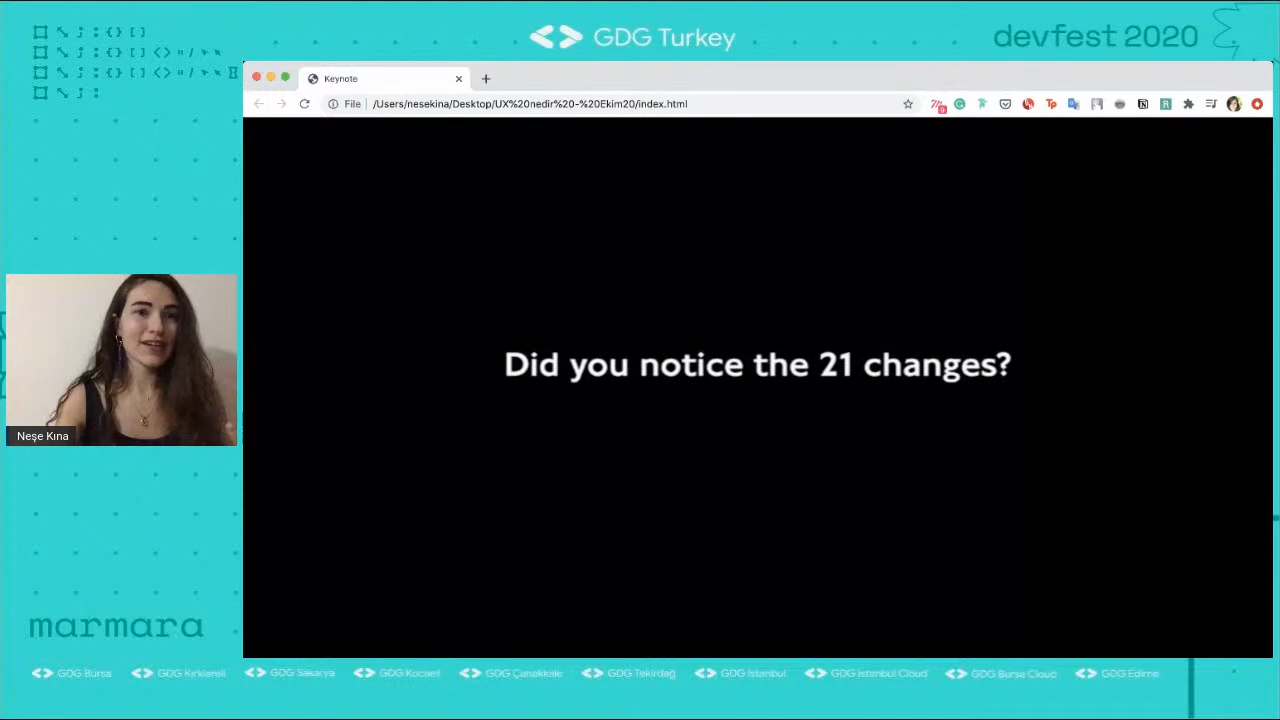 GDG Turkey
devfest 2020
Keynote
File
/Users/nesekina/Desktop/UX%20nedir%20-%20Ekim20/index.html
Did you notice the 21 changes?
Neşe Kına
marmara
GDG Bursa
GDG Kırklareli
GDG Sakarya
GDG Kocaeli
GDG Çanakkale
GDG Tekirdağ
GDG İstanbul
GDG İstanbul Cloud
GDG Bursa Cloud
GDG Edirne